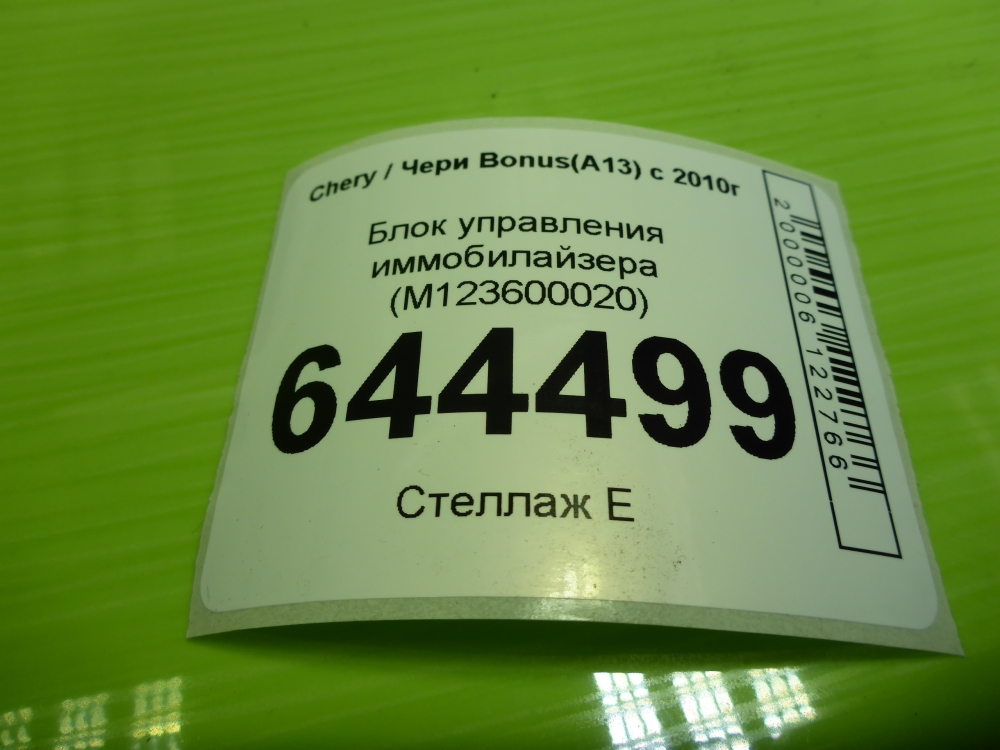 Chery / Чери Bonus(A13) с 2010г
Блок управления
иммобилайзера
(M123600020)
644499
Стеллаж Е
2000006122766